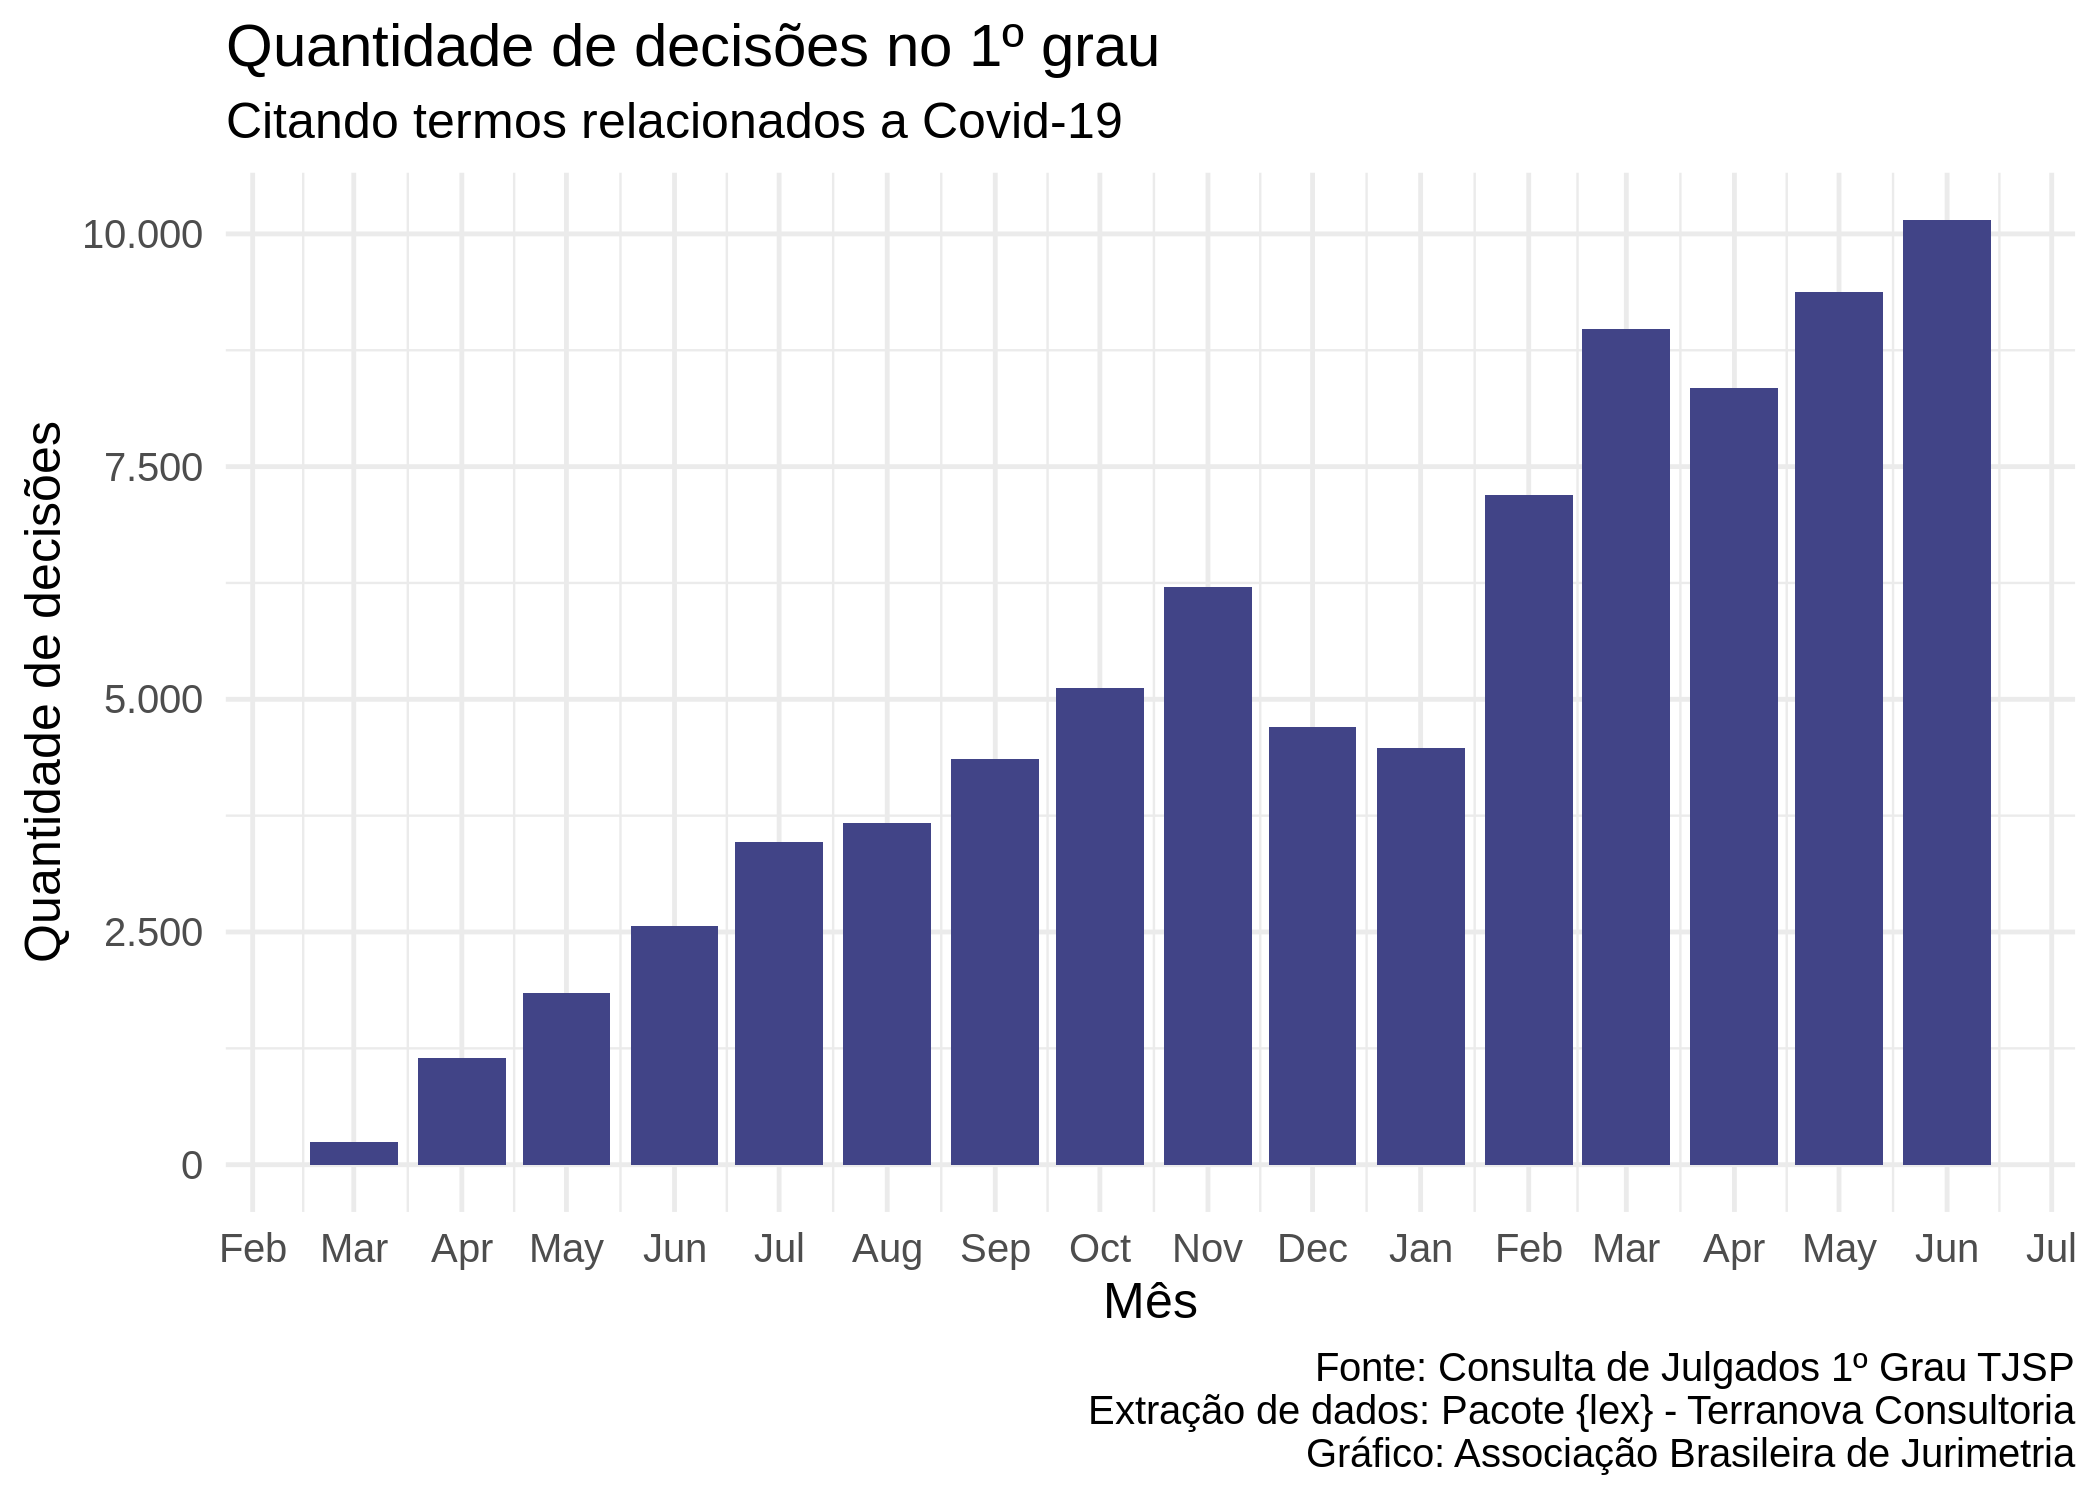 Quantidade de decisões no 1º grau
Citando termos relacionados a Covid-19
Quantidade de decisões
10.000
7.500
5.000
2.500
0
Feb Mar Apr May Jun Jul Aug Sep Oct Nov Dec Jan Feb Mar Apr May Jun Jul
Mês
Fonte: Consulta de Julgados 1º Grau TJSP
Extração de dados: Pacote {lex} - Terranova Consultoria
Gráfico: Associação Brasileira de Jurimetria